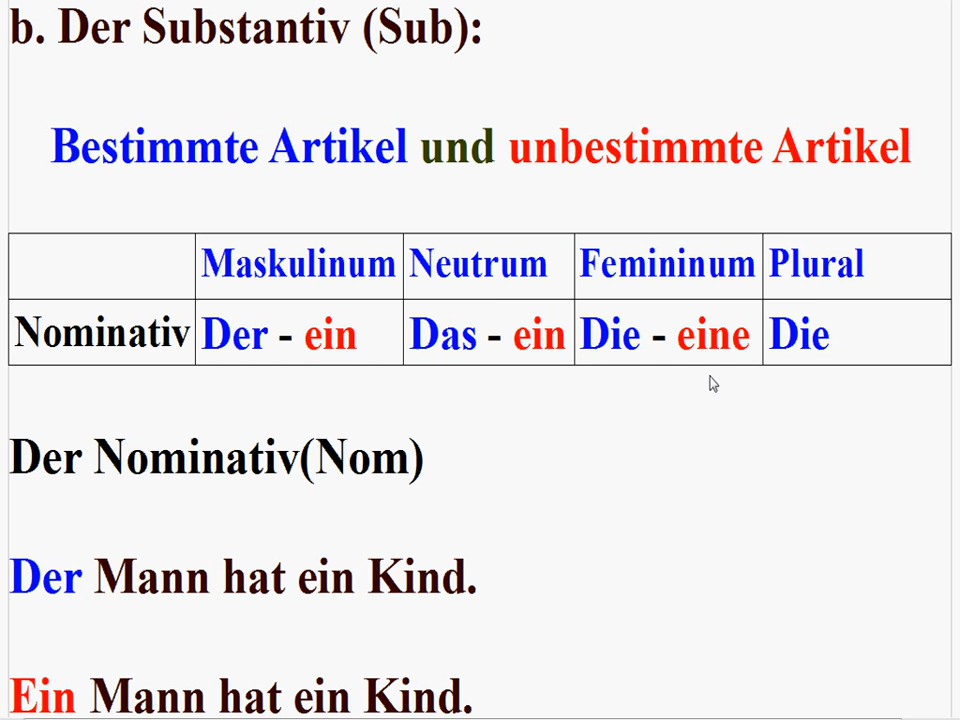 b. Der Substantiv (Sub):
Bestimmte Artikel und unbestimmte Artikel
Maskulinum Neutrum Femininum Plural
Nominativ Der - ein Das - ein Die - eine Die
Der Nominativ(Nom)
Der Mann hat ein Kind.
Ein Mann hat ein Kind.